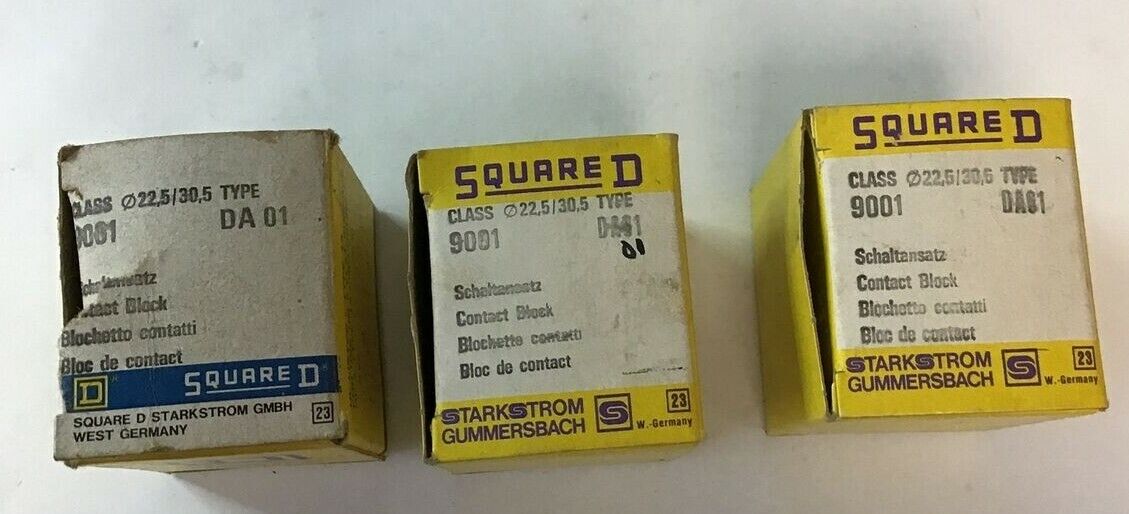 CLASS Ø22,5/30,5 TYPE
9001 DA 01
Schaltansatz
Contact Block
Blochetto contatti
Bloc de contact
D SQUARE D
SQUARE D STARKSTROM GMBH
WEST GERMANY 23
SQUARE D
CLASS Ø22,5/30,5 TYPE
9001 DA01
01
Schaltansatz
Contact Block
Blochetto contatti
Bloc de contact
STARKSTROM
GUMMERSBACH S 23
W.-Germany
SQUARE D
CLASS Ø22,5/30,5 TYPE
9001 DA01
Schaltansatz
Contact Block
Blochetto contatti
Bloc de contact
STARKSTROM
GUMMERSBACH S 23
W.-Germany